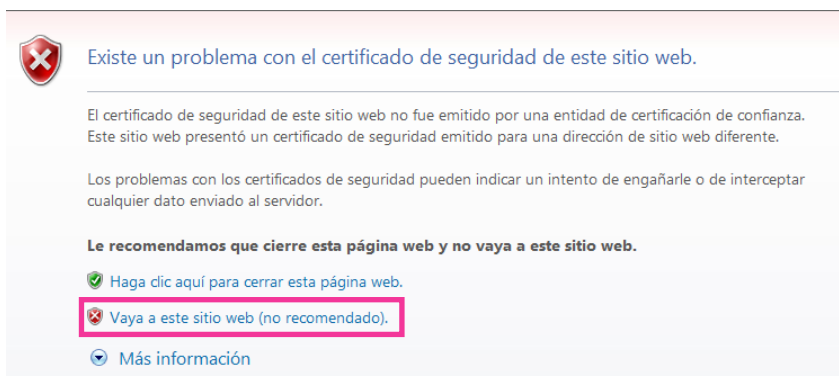 Existe un problema con el certificado de seguridad de este sitio web.
El certificado de seguridad de este sitio web no fue emitido por una entidad de certificación de confianza.
Este sitio web presentó un certificado de seguridad emitido para una dirección de sitio web diferente.
Los problemas con los certificados de seguridad pueden indicar un intento de engañarle o de interceptar
cualquier dato enviado al servidor.
Le recomendamos que cierre esta página web y no vaya a este sitio web.
Haga clic aquí para cerrar esta página web.
Vaya a este sitio web (no recomendado).
Más información